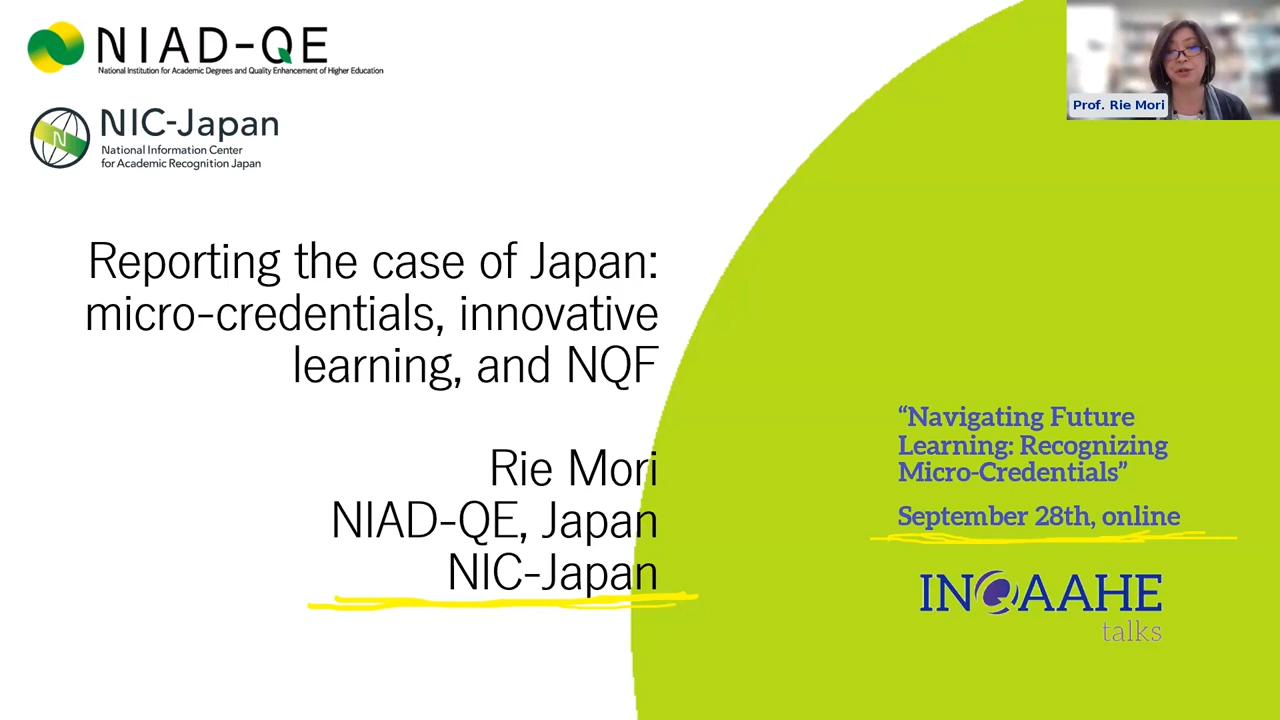 NIAD-QE
National Institution for Academic Degrees and Quality Enhancement of Higher Education
NIC-Japan
National Information Center
for Academic Recognition Japan
Prof. Rie Mori
Reporting the case of Japan:
micro-credentials, innovative
learning, and NQF
Rie Mori
NIAD-QE, Japan
NIC-Japan
“Navigating Future
Learning: Recognizing
Micro-Credentials”
September 28th, online
INQAAHE
talks